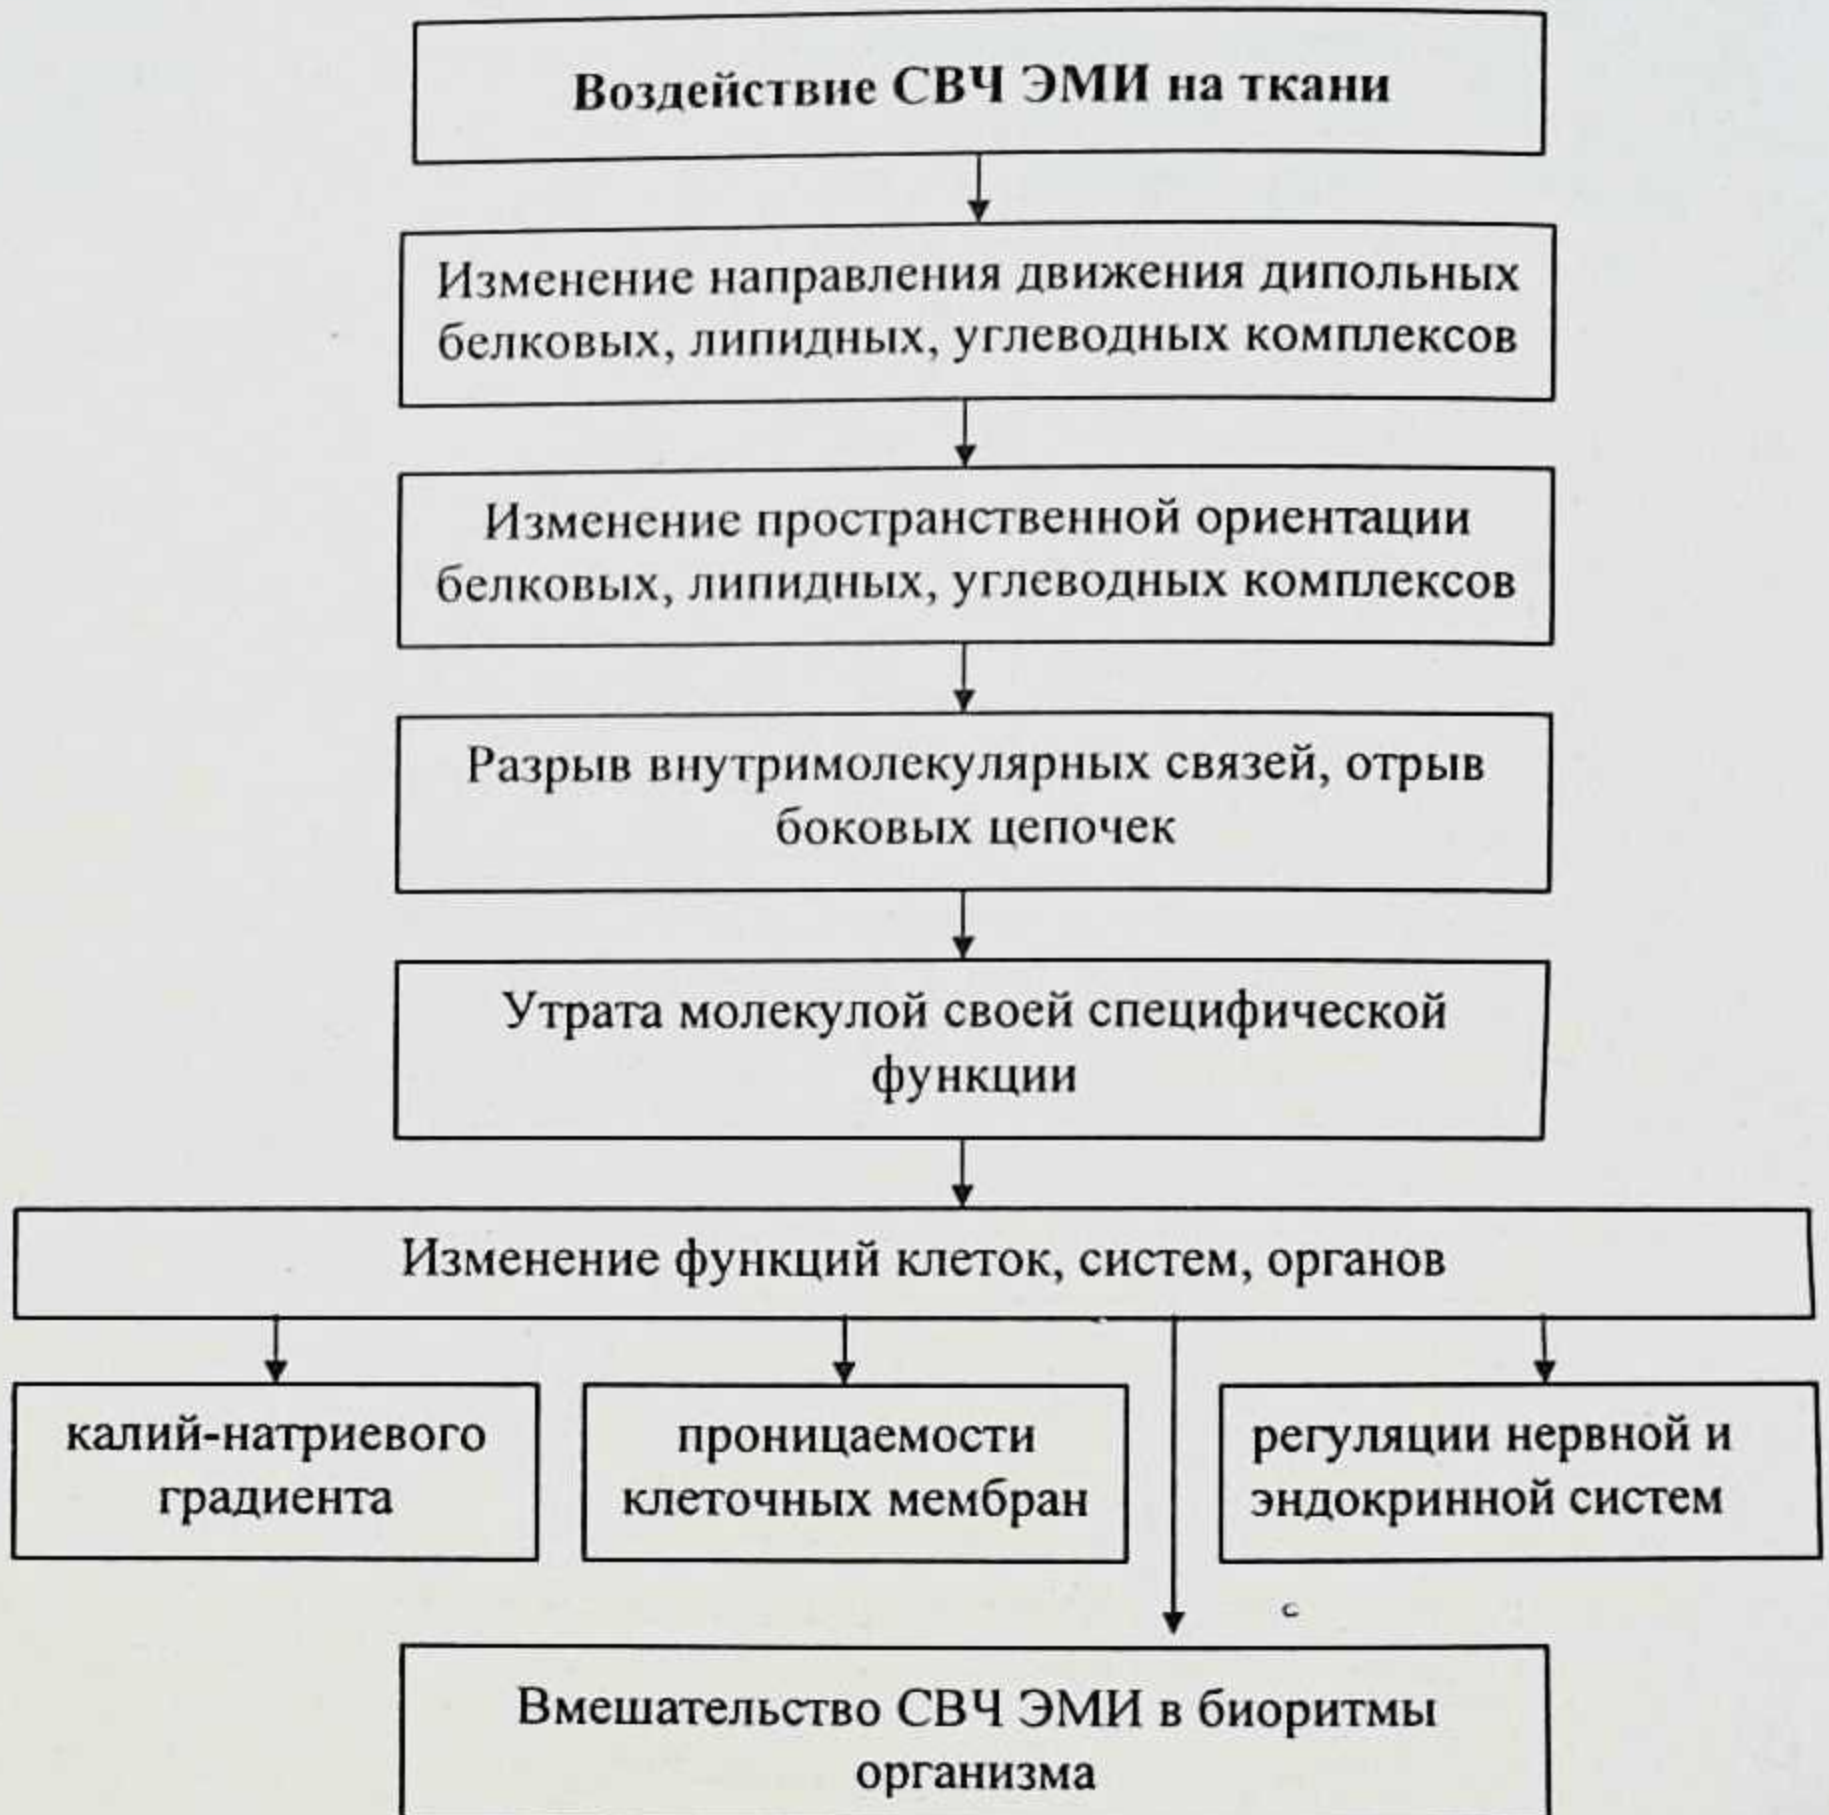 Воздействие СВЧ ЭМИ на ткани
Изменение направления движения дипольных
белковых, липидных, углеводных комплексов
Изменение пространственной ориентации
белковых, липидных, углеводных комплексов
Разрыв внутримолекулярных связей, отрыв
боковых цепочек
Утрата молекулой своей специфической
функции
Изменение функций клеток, систем, органов
калий-натриевого
градиента
проницаемости
клеточных мембран
регуляции нервной и
эндокринной систем
Вмешательство СВЧ ЭМИ в биоритмы
организма